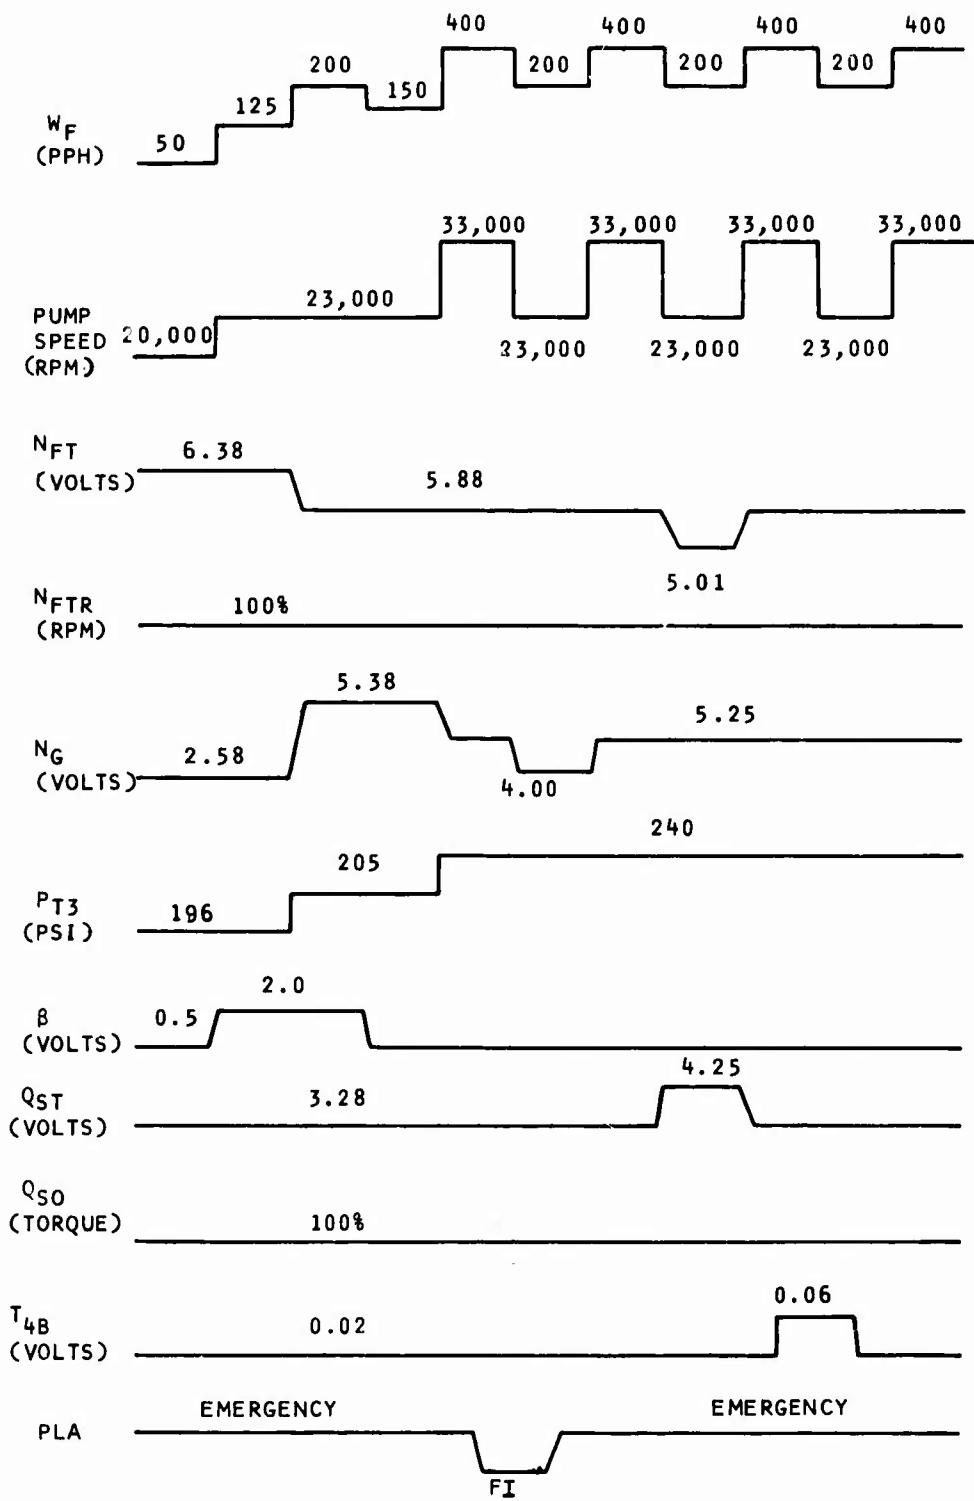 400 400 400 400
200 200 200 200
150
125
50
W_F
(PPH)
33,000 33,000 33,000 33,000
23,000
PUMP
SPEED
(RPM)
20,000
33,000 23,000 23,000
N_FT
(VOLTS)
6.38
5.88
5.01
N_FTR
(RPM)
100%
N_G
(VOLTS)
5.38
5.25
2.58
4.00
P_T3
(PSI)
240
205
196
β
(VOLTS)
2.0
0.5
Q_ST
(VOLTS)
4.25
3.28
Q_SO
(TORQUE)
100%
T_4B
(VOLTS)
0.06
0.02
PLA
EMERGENCY EMERGENCY
FI